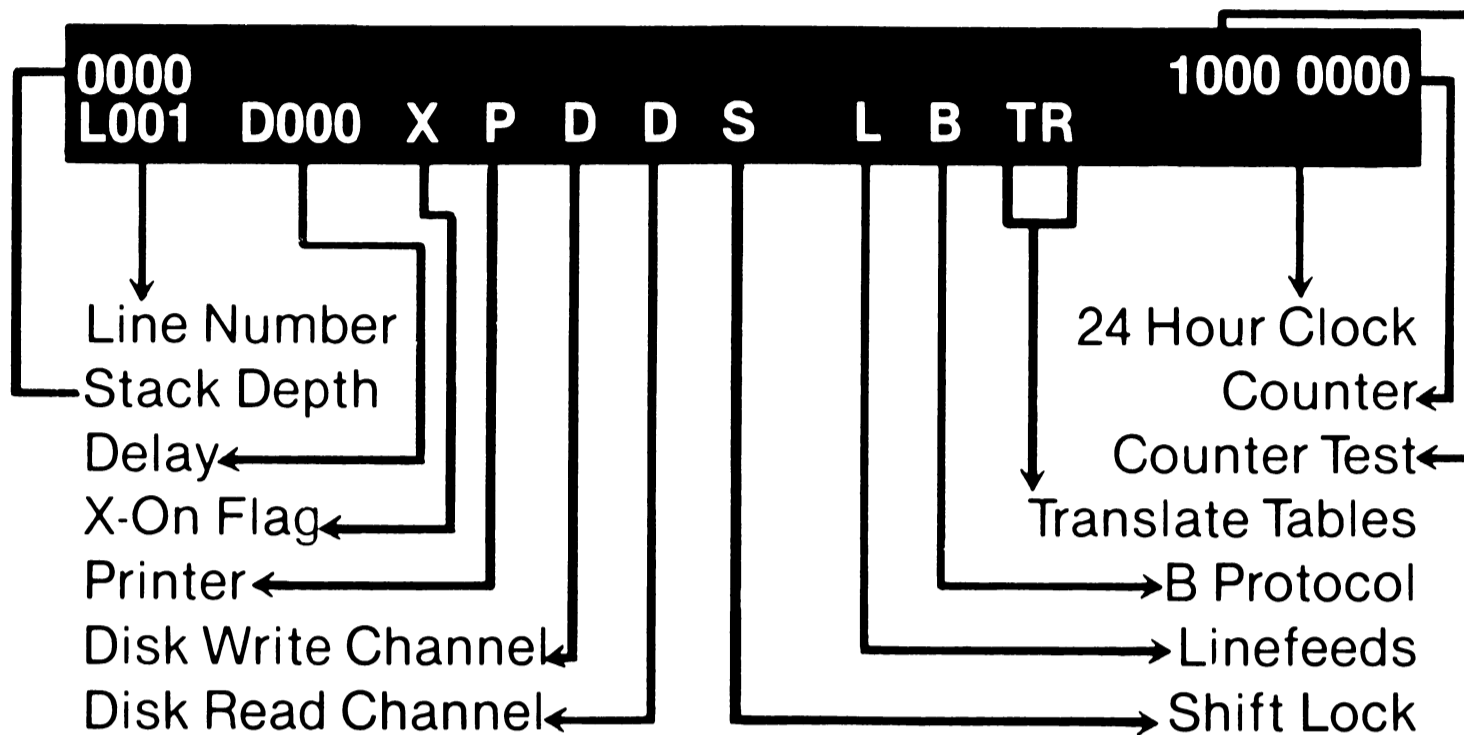 0000 1000 0000
L001 D000 X P D D S L B TR
Line Number
Stack Depth
Delay
X-On Flag
Printer
Disk Write Channel
Disk Read Channel
24 Hour Clock
Counter
Counter Test
Translate Tables
B Protocol
Linefeeds
Shift Lock